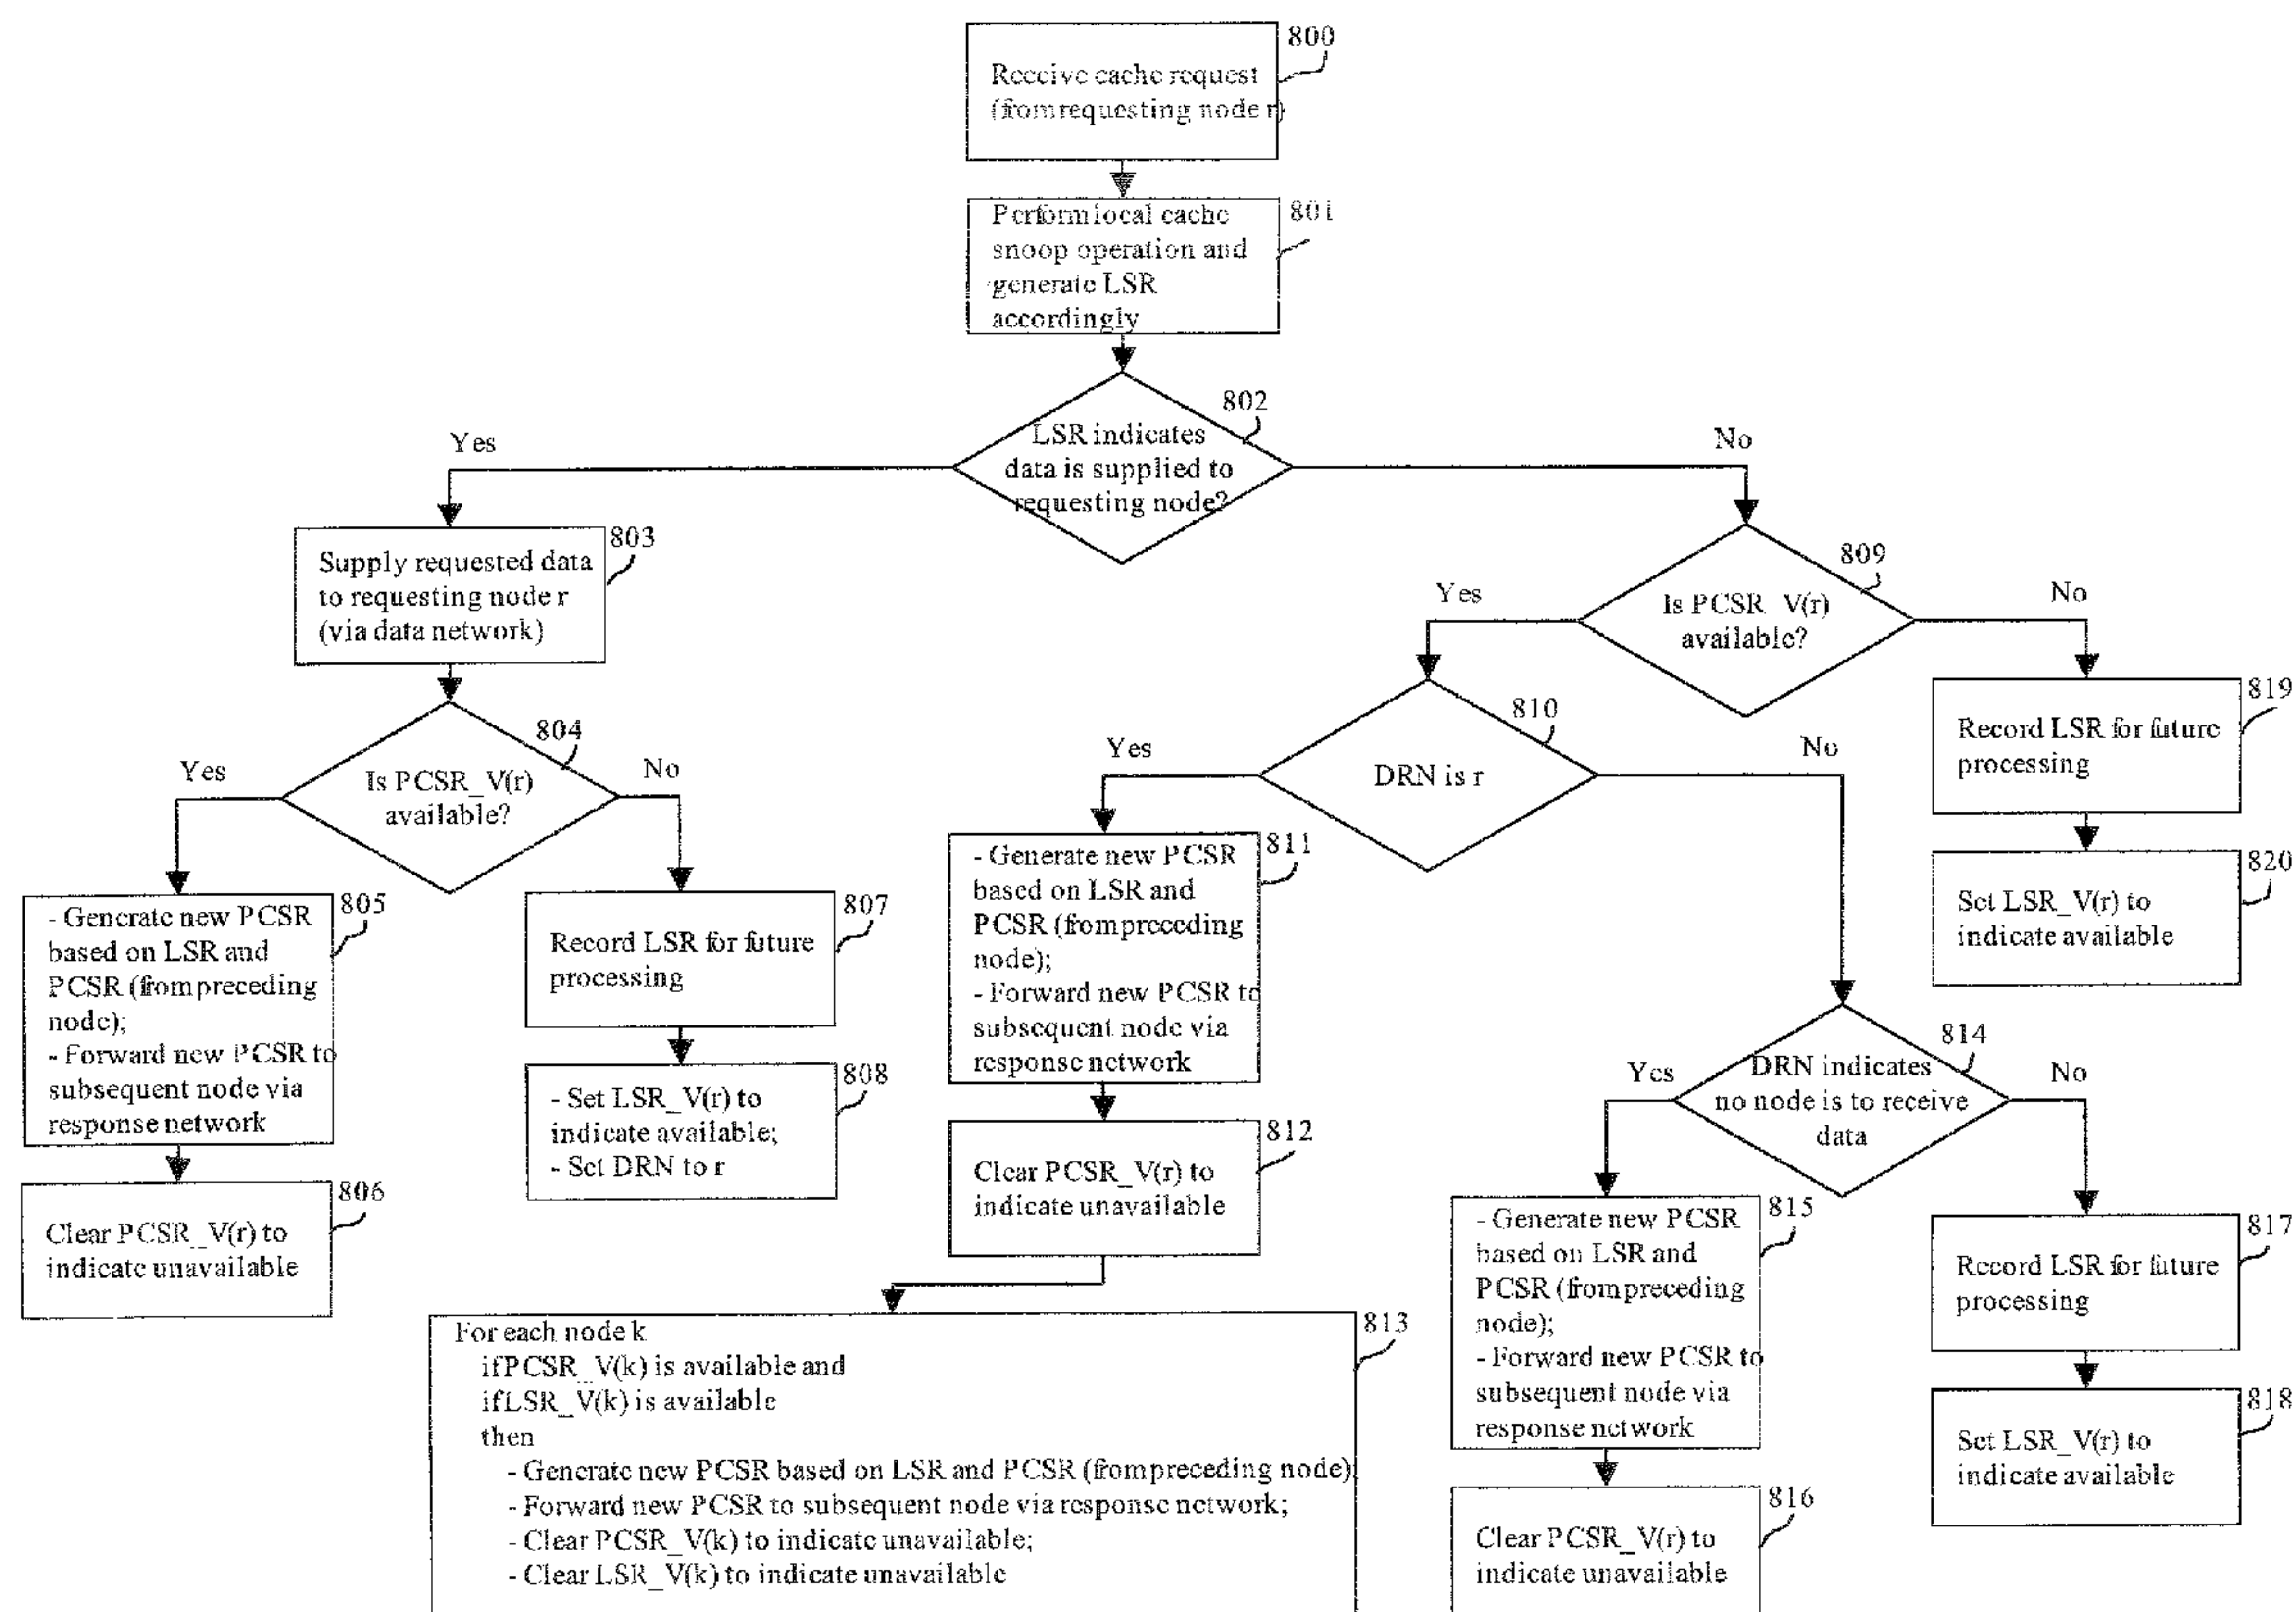 800
Receive cache request
(from requesting node r)
Perform local cache
snoop operation and
generate LSR
accordingly
801
802
LSR indicates
data is supplied to
requesting node?
Yes
No
Supply requested data
to requesting node r
(via data network)
803
Is PCSR_V(r)
available?
804
Yes
No
- Generate new PCSR
based on LSR and
PCSR (from preceding
node);
- Forward new PCSR to
subsequent node via
response network
805
Clear PCSR_V(r) to
indicate unavailable
806
Record LSR for future
processing
807
- Set LSR_V(r) to
indicate available;
- Set DRN to r
808
Is PCSR_V(r)
available?
809
Yes
No
DRN is r
810
Yes
No
- Generate new PCSR
based on LSR and
PCSR (from preceding
node);
- Forward new PCSR to
subsequent node via
response network
811
Clear PCSR_V(r) to
indicate unavailable
812
For each node k
if PCSR_V(k) is available and
if LSR_V(k) is available
then
- Generate new PCSR based on LSR and PCSR (from preceding node)
- Forward new PCSR to subsequent node via response network;
- Clear PCSR_V(k) to indicate unavailable;
- Clear LSR_V(k) to indicate unavailable
813
DRN indicates
no node is to receive
data
814
Yes
No
- Generate new PCSR
based on LSR and
PCSR (from preceding
node);
- Forward new PCSR to
subsequent node via
response network
815
Clear PCSR_V(r) to
indicate unavailable
816
Record LSR for future
processing
817
Set LSR_V(r) to
indicate available
818
Record LSR for future
processing
819
Set LSR_V(r) to
indicate available
820